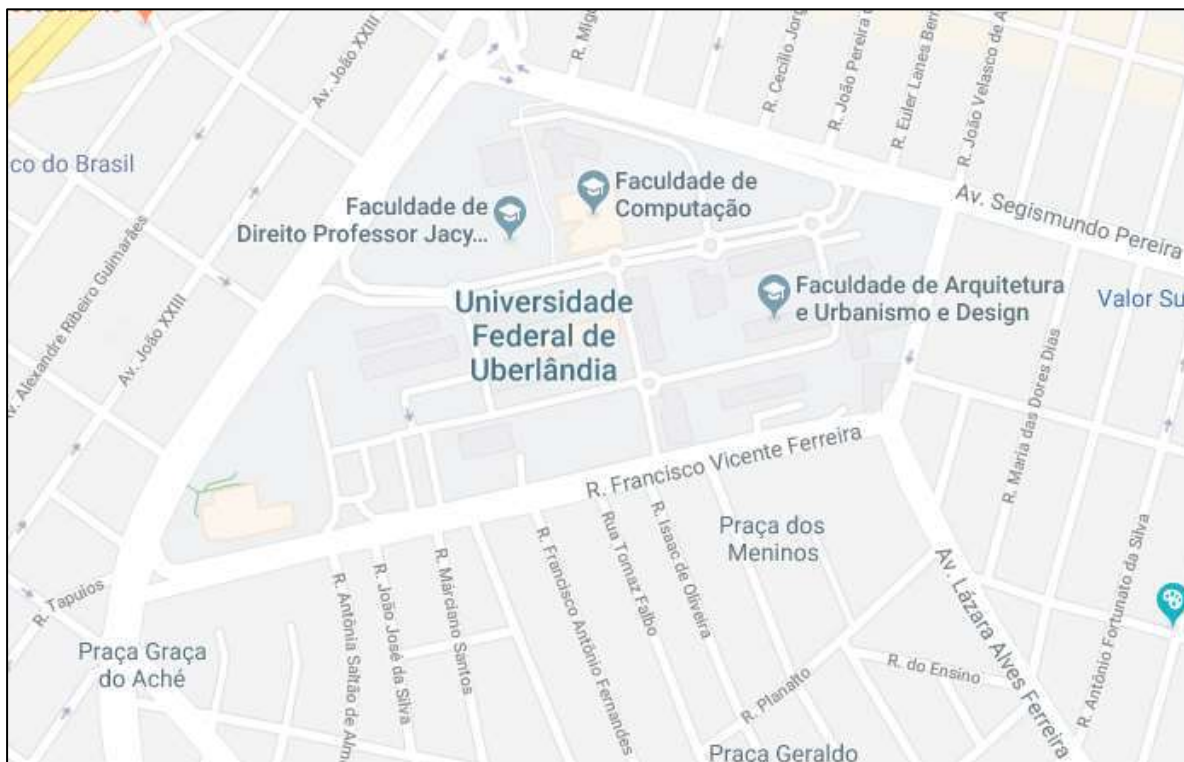 Av. João XXIII
R. Cecílio Jorg
R. João Pereira
R. Euler Lanes Bern
R. João Velasco de A
co do Brasil
Faculdade de
Computação
Faculdade de
Direito Professor Jacy...
Av. Segismundo Pereira
v. Alexandre Ribeiro Guimarães
Av. João XXIII
Universidade
Federal de
Uberlândia
Faculdade de Arquitetura
e Urbanismo e Design
Valor Su
R. Maria das Dores Dias
R. Francisco Vicente Ferreira
Praça dos
Meninos
R. Tapuios
R. Antônia Saltão de Alm
R. João José da Silva
R. Márciano Santos
R. Francisco Antônio Fernandes
Rua Tomaz Falbo
R. Isaac de Oliveira
Av. Lázara Alves Ferreira
R. Antônio Fortunato da Silva
Praça Graça
do Aché
R. do Ensino
R. Planalto
Praça Geraldo